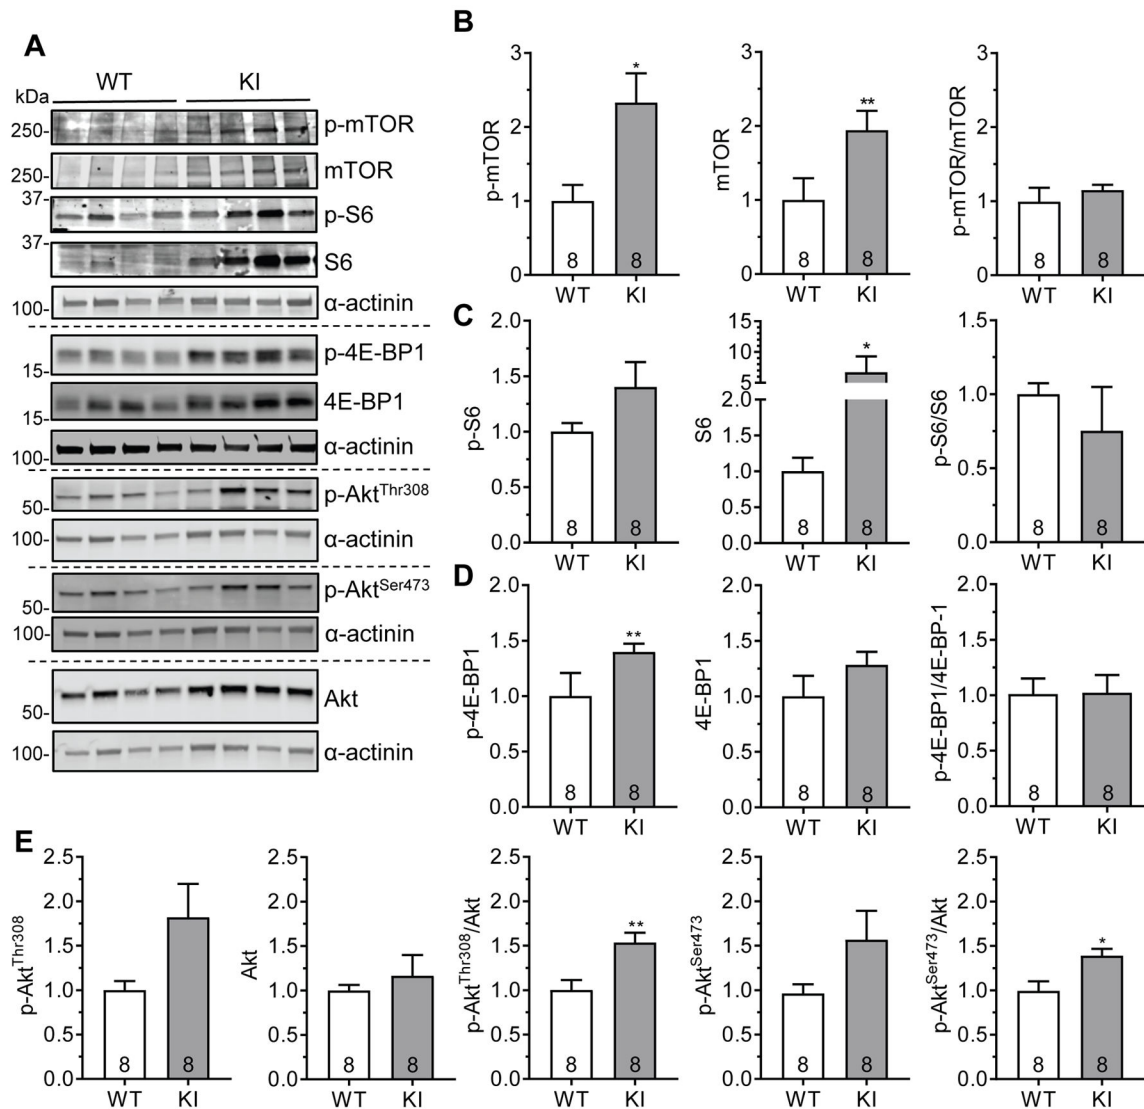 A
WT KI
kDa
250- p-mTOR
250- mTOR
37- p-S6
37- S6
100- α-actinin
15- p-4E-BP1
15- 4E-BP1
100- α-actinin
50- p-Akt^Thr308
100- α-actinin
50- p-Akt^Ser473
100- α-actinin
50- Akt
100- α-actinin
B
p-mTOR
3
2
1
0
*
8 8
WT KI
mTOR
3
2
1
0
**
8 8
WT KI
p-mTOR/mTOR
3
2
1
0
WT KI
C
p-S6
2.0
1.5
1.0
0.5
0.0
8 8
WT KI
S6
15
10
5
2.0
1.5
1.0
0.5
0.0
*
8 8
WT KI
p-S6/S6
1.5
1.0
0.5
0.0
8 8
WT KI
D
p-4E-BP1
2.0
1.5
1.0
0.5
0.0
**
8 8
WT KI
4E-BP1
2.0
1.5
1.0
0.5
0.0
8 8
WT KI
p-4E-BP1/4E-BP-1
2.0
1.5
1.0
0.5
0.0
8 8
WT KI
E
p-Akt^Thr308
2.5
2.0
1.5
1.0
0.5
0.0
8 8
WT KI
Akt
2.5
2.0
1.5
1.0
0.5
0.0
8 8
WT KI
p-Akt^Thr308/Akt
2.5
2.0
1.5
1.0
0.5
0.0
**
8 8
WT KI
p-Akt^Ser473
2.5
2.0
1.5
1.0
0.5
0.0
8 8
WT KI
p-Akt^Ser473/Akt
2.5
2.0
1.5
1.0
0.5
0.0
*
8 8
WT KI